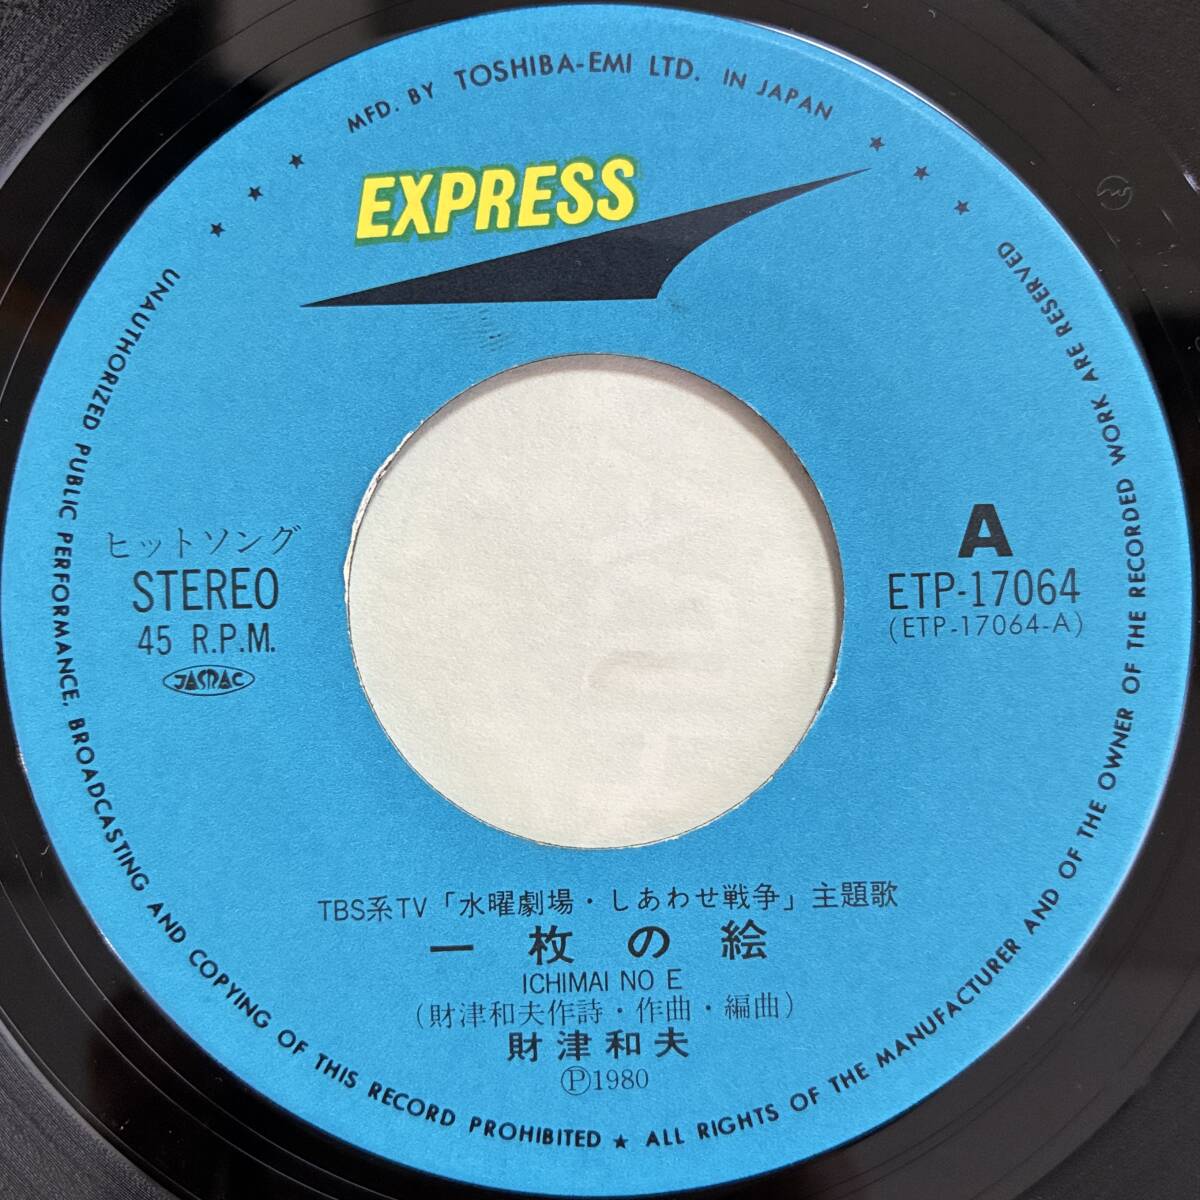 MFD. BY TOSHIBA-EMI LTD. IN JAPAN
EXPRESS
ヒットソング
STEREO
45 R.P.M.
JASRAC
A
ETP-17064
(ETP-17064-A)
TBS系TV「水曜劇場・しあわせ戦争」主題歌
一枚の絵
ICHIMAI NO E
(財津和夫作詩・作曲・編曲)
財津和夫
Ⓟ1980
UNAUTHORIZED PUBLIC PERFORMANCE, BROADCASTING AND COPYING OF THIS RECORD PROHIBITED ★ ALL RIGHTS OF THE MANUFACTURER AND OF THE OWNER OF THE RECORDED WORK ARE RESERVED